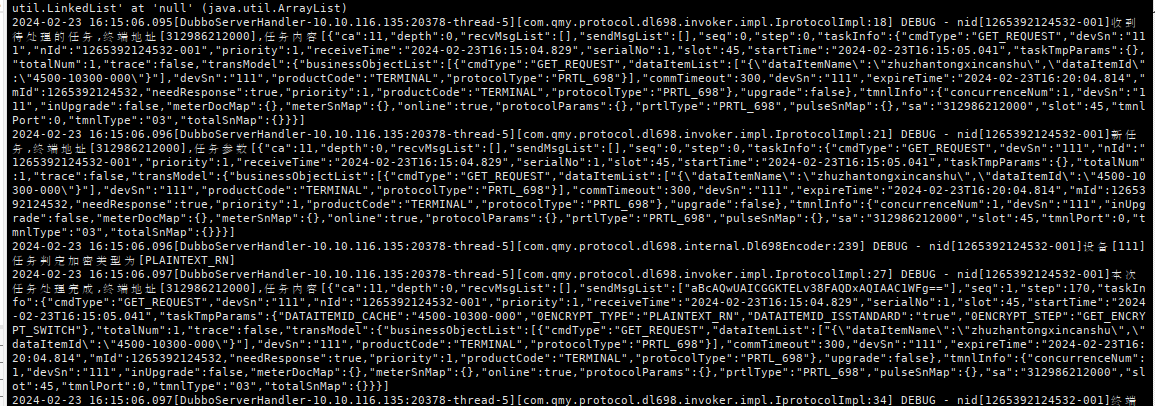 util.LinkedList' at 'null' (java.util.ArrayList)
2024-02-23 16:15:06.095[DubboServerHandler-10.10.116.135:20378-thread-5][com.qmy.protocol.dl698.invoker.impl.IprotocolImpl:18] DEBUG - nid[1265392124532-001]收到
待处理的任务,终端地址[312986212000],任务内容[{"ca":11,"depth":0,"recvMsgList":[],"sendMsgList":[],"seq":0,"step":0,"taskInfo":{"cmdType":"GET_REQUEST","devSn":"11
1","nId":"1265392124532-001","priority":1,"receiveTime":"2024-02-23T16:15:04.829","serialNo":1,"slot":45,"startTime":"2024-02-23T16:15:05.041","taskTmpParams":{},
"totalNum":1,"trace":false,"transModel":{"businessObjectList":[{"cmdType":"GET_REQUEST","dataItemList":["{\"dataItemName\":\"zhuzhantongxincanshu\",\"dataItemId\"
:\"4500-10300-000\"}"],"devSn":"111","productCode":"TERMINAL","protocolType":"PRTL_698"}],"commTimeout":300,"devSn":"111","expireTime":"2024-02-23T16:20:04.814","
mId":1265392124532,"needResponse":true,"priority":1,"productCode":"TERMINAL","protocolType":"PRTL_698"},"upgrade":false},"tmnlInfo":{"concurrenceNum":1,"devSn":"1
11","inUpgrade":false,"meterDocMap":{},"meterSnMap":{},"online":true,"protocolParams":{},"prtlType":"PRTL_698","pulseSnMap":{},"sa":"312986212000","slot":45,"tmnl
Port":0,"tmnlType":"03","totalSnMap":{}}}]
2024-02-23 16:15:06.096[DubboServerHandler-10.10.116.135:20378-thread-5][com.qmy.protocol.dl698.invoker.impl.IprotocolImpl:21] DEBUG - nid[1265392124532-001]新任
务,终端地址[312986212000],任务参数[{"ca":11,"depth":0,"recvMsgList":[],"sendMsgList":[],"seq":0,"step":0,"taskInfo":{"cmdType":"GET_REQUEST","devSn":"111","nId":"
1265392124532-001","priority":1,"receiveTime":"2024-02-23T16:15:04.829","serialNo":1,"slot":45,"startTime":"2024-02-23T16:15:05.041","taskTmpParams":{},"totalNum
":1,"trace":false,"transModel":{"businessObjectList":[{"cmdType":"GET_REQUEST","dataItemList":["{\"dataItemName\":\"zhuzhantongxincanshu\",\"dataItemId\":\"4500-10
300-000\"}"],"devSn":"111","productCode":"TERMINAL","protocolType":"PRTL_698"}],"commTimeout":300,"devSn":"111","expireTime":"2024-02-23T16:20:04.814","mId":12653
92124532,"needResponse":true,"priority":1,"productCode":"TERMINAL","protocolType":"PRTL_698"},"upgrade":false},"tmnlInfo":{"concurrenceNum":1,"devSn":"111","inUpg
rade":false,"meterDocMap":{},"meterSnMap":{},"online":true,"protocolParams":{},"prtlType":"PRTL_698","pulseSnMap":{},"sa":"312986212000","slot":45,"tmnlPort":0,"t
mnlType":"03","totalSnMap":{}}}]
2024-02-23 16:15:06.096[DubboServerHandler-10.10.116.135:20378-thread-5][com.qmy.protocol.dl698.internal.Dl698Encoder:239] DEBUG - nid[1265392124532-001]设备[111]
任务判定加密类型为[PLAINTEXT_RN]
2024-02-23 16:15:06.097[DubboServerHandler-10.10.116.135:20378-thread-5][com.qmy.protocol.dl698.invoker.impl.IprotocolImpl:27] DEBUG - nid[1265392124532-001]本次
任务处理完成,终端地址[312986212000],任务内容[{"ca":11,"depth":0,"recvMsgList":[],"sendMsgList":["aBcAQwUAICGGKTELv38FAQDxAQIAAC1WFg=="],"seq":1,"step":170,"taskIn
fo":{"cmdType":"GET_REQUEST","devSn":"111","nId":"1265392124532-001","priority":1,"receiveTime":"2024-02-23T16:15:04.829","serialNo":1,"slot":45,"startTime":"2024
-02-23T16:15:05.041","taskTmpParams":{"DATAITEMID_CACHE":"4500-10300-000","0ENCRYPT_TYPE":"PLAINTEXT_RN","DATAITEMID_ISSTANDARD":"true","0ENCRYPT_STEP":"GET_ENCRY
PT_SWITCH"},"totalNum":1,"trace":false,"transModel":{"businessObjectList":[{"cmdType":"GET_REQUEST","dataItemList":["{\"dataItemName\":\"zhuzhantongxincanshu\",\"
dataItemId\":\"4500-10300-000\"}"],"devSn":"111","productCode":"TERMINAL","protocolType":"PRTL_698"}],"commTimeout":300,"devSn":"111","expireTime":"2024-02-23T16:
20:04.814","mId":1265392124532,"needResponse":true,"priority":1,"productCode":"TERMINAL","protocolType":"PRTL_698"},"upgrade":false},"tmnlInfo":{"concurrenceNum":
1,"devSn":"111","inUpgrade":false,"meterDocMap":{},"meterSnMap":{},"online":true,"protocolParams":{},"prtlType":"PRTL_698","pulseSnMap":{},"sa":"312986212000","sl
ot":45,"tmnlPort":0,"tmnlType":"03","totalSnMap":{}}}]
2024-02-23 16:15:06.097[DubboServerHandler-10.10.116.135:20378-thread-5][com.qmy.protocol.dl698.invoker.impl.IprotocolImpl:34] DEBUG - nid[1265392124532-001]终端